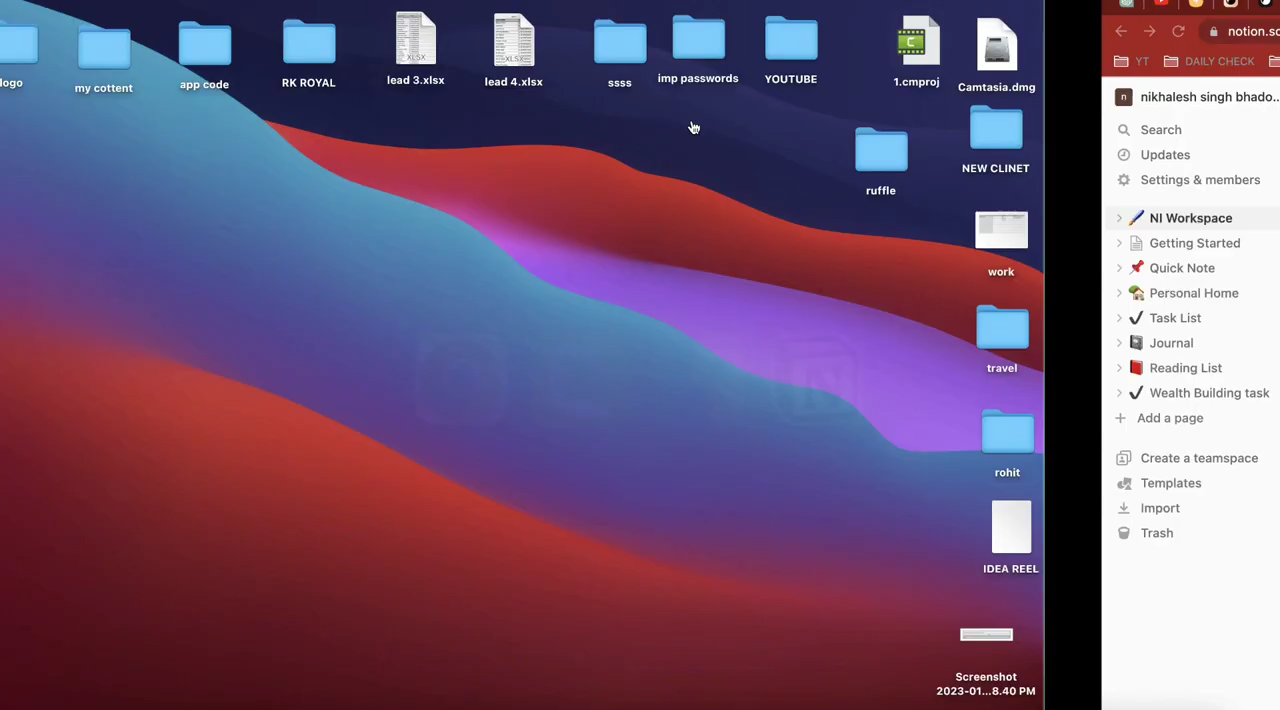 logo
my cottent
app code
RK ROYAL
XLSX
lead 3.xlsx
XLSX
lead 4.xlsx
ssss
imp passwords
YOUTUBE
C
1.cmproj
Camtasia.dmg
ruffle
NEW CLINET
work
travel
rohit
IDEA REEL
Screenshot
2023-01...8.40 PM
N
notion.so
YT
DAILY CHECK
n
nikhalesh singh bhado...
Search
Updates
Settings & members
NI Workspace
Getting Started
Quick Note
Personal Home
Task List
Journal
Reading List
Wealth Building task
Add a page
Create a teamspace
Templates
Import
Trash